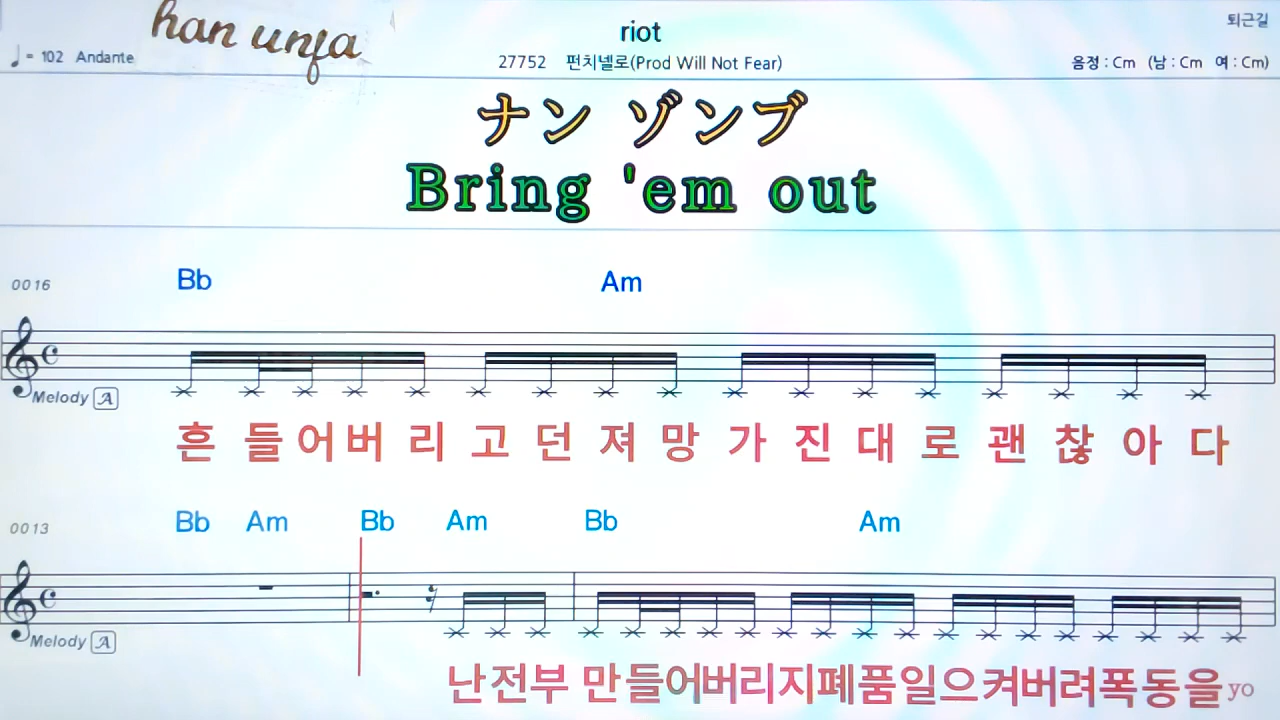 han unfa
riot
퇴근길
♩= 102 Andante
27752 펀치넬로(Prod Will Not Fear)
음정 : Cm (남 : Cm 여 : Cm)
ナン ゾンブ
Bring 'em out
0016 Bb Am
Melody A
흔 들 어 버 리 고 던 져 망 가 진 대 로 괜 찮 아 다
0013 Bb Am Bb Am Bb Am
Melody A
난전부 만들어버리지폐품일으켜버려폭동을 yo